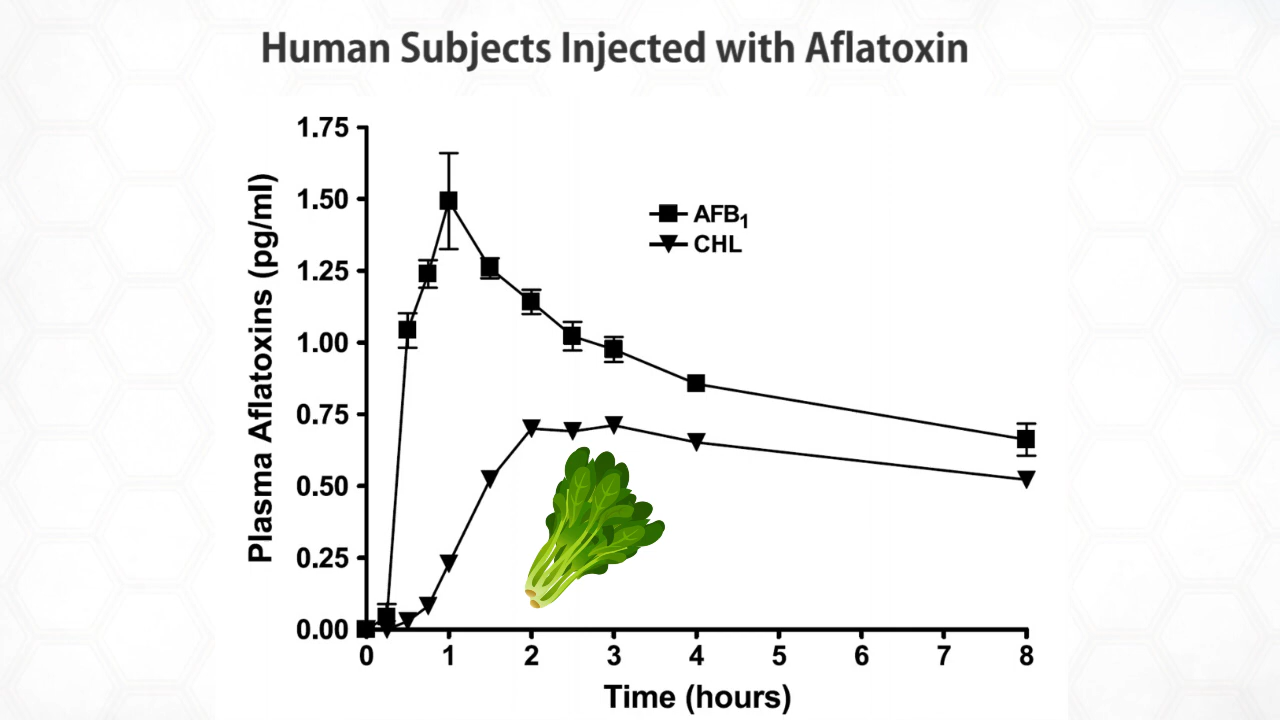 Human Subjects Injected with Aflatoxin
1.75
1.50
1.25
1.00
0.75
0.50
0.25
0.00
Plasma Aflatoxins (pg/ml)
AFB1
CHL
0 1 2 3 4 5 6 7 8
Time (hours)